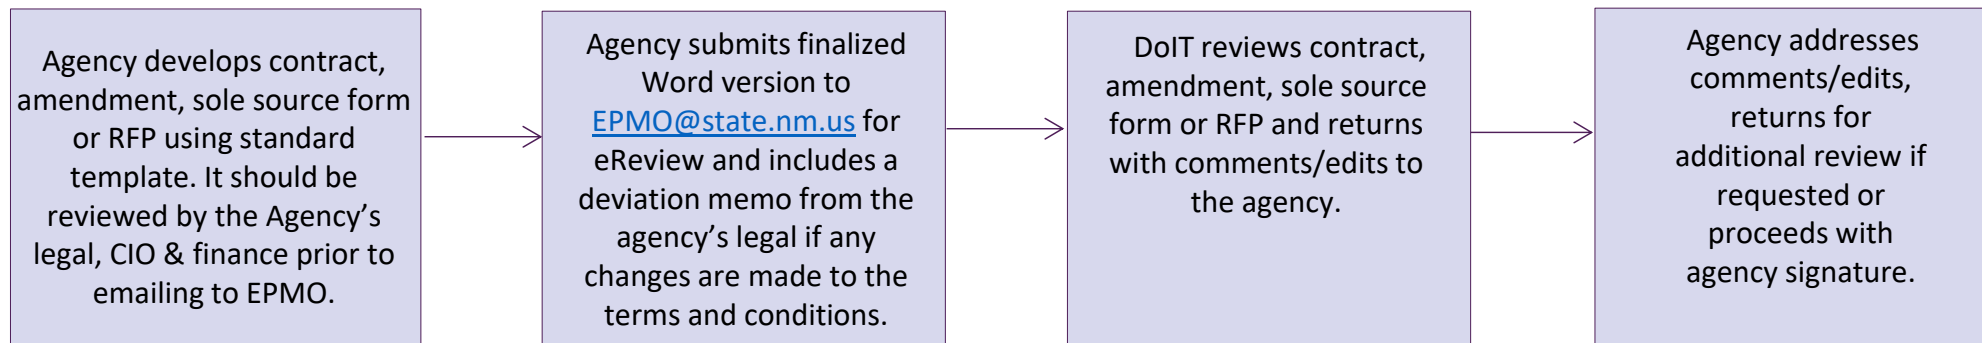 Agency develops contract,
amendment, sole source form
or RFP using standard
template. It should be
reviewed by the Agency’s
legal, CIO & finance prior to
emailing to EPMO.
Agency submits finalized
Word version to
EPMO@state.nm.us for
eReview and includes a
deviation memo from the
agency’s legal if any
changes are made to the
terms and conditions.
DoIT reviews contract,
amendment, sole source
form or RFP and returns
with comments/edits to
the agency.
Agency addresses
comments/edits,
returns for
additional review if
requested or
proceeds with
agency signature.